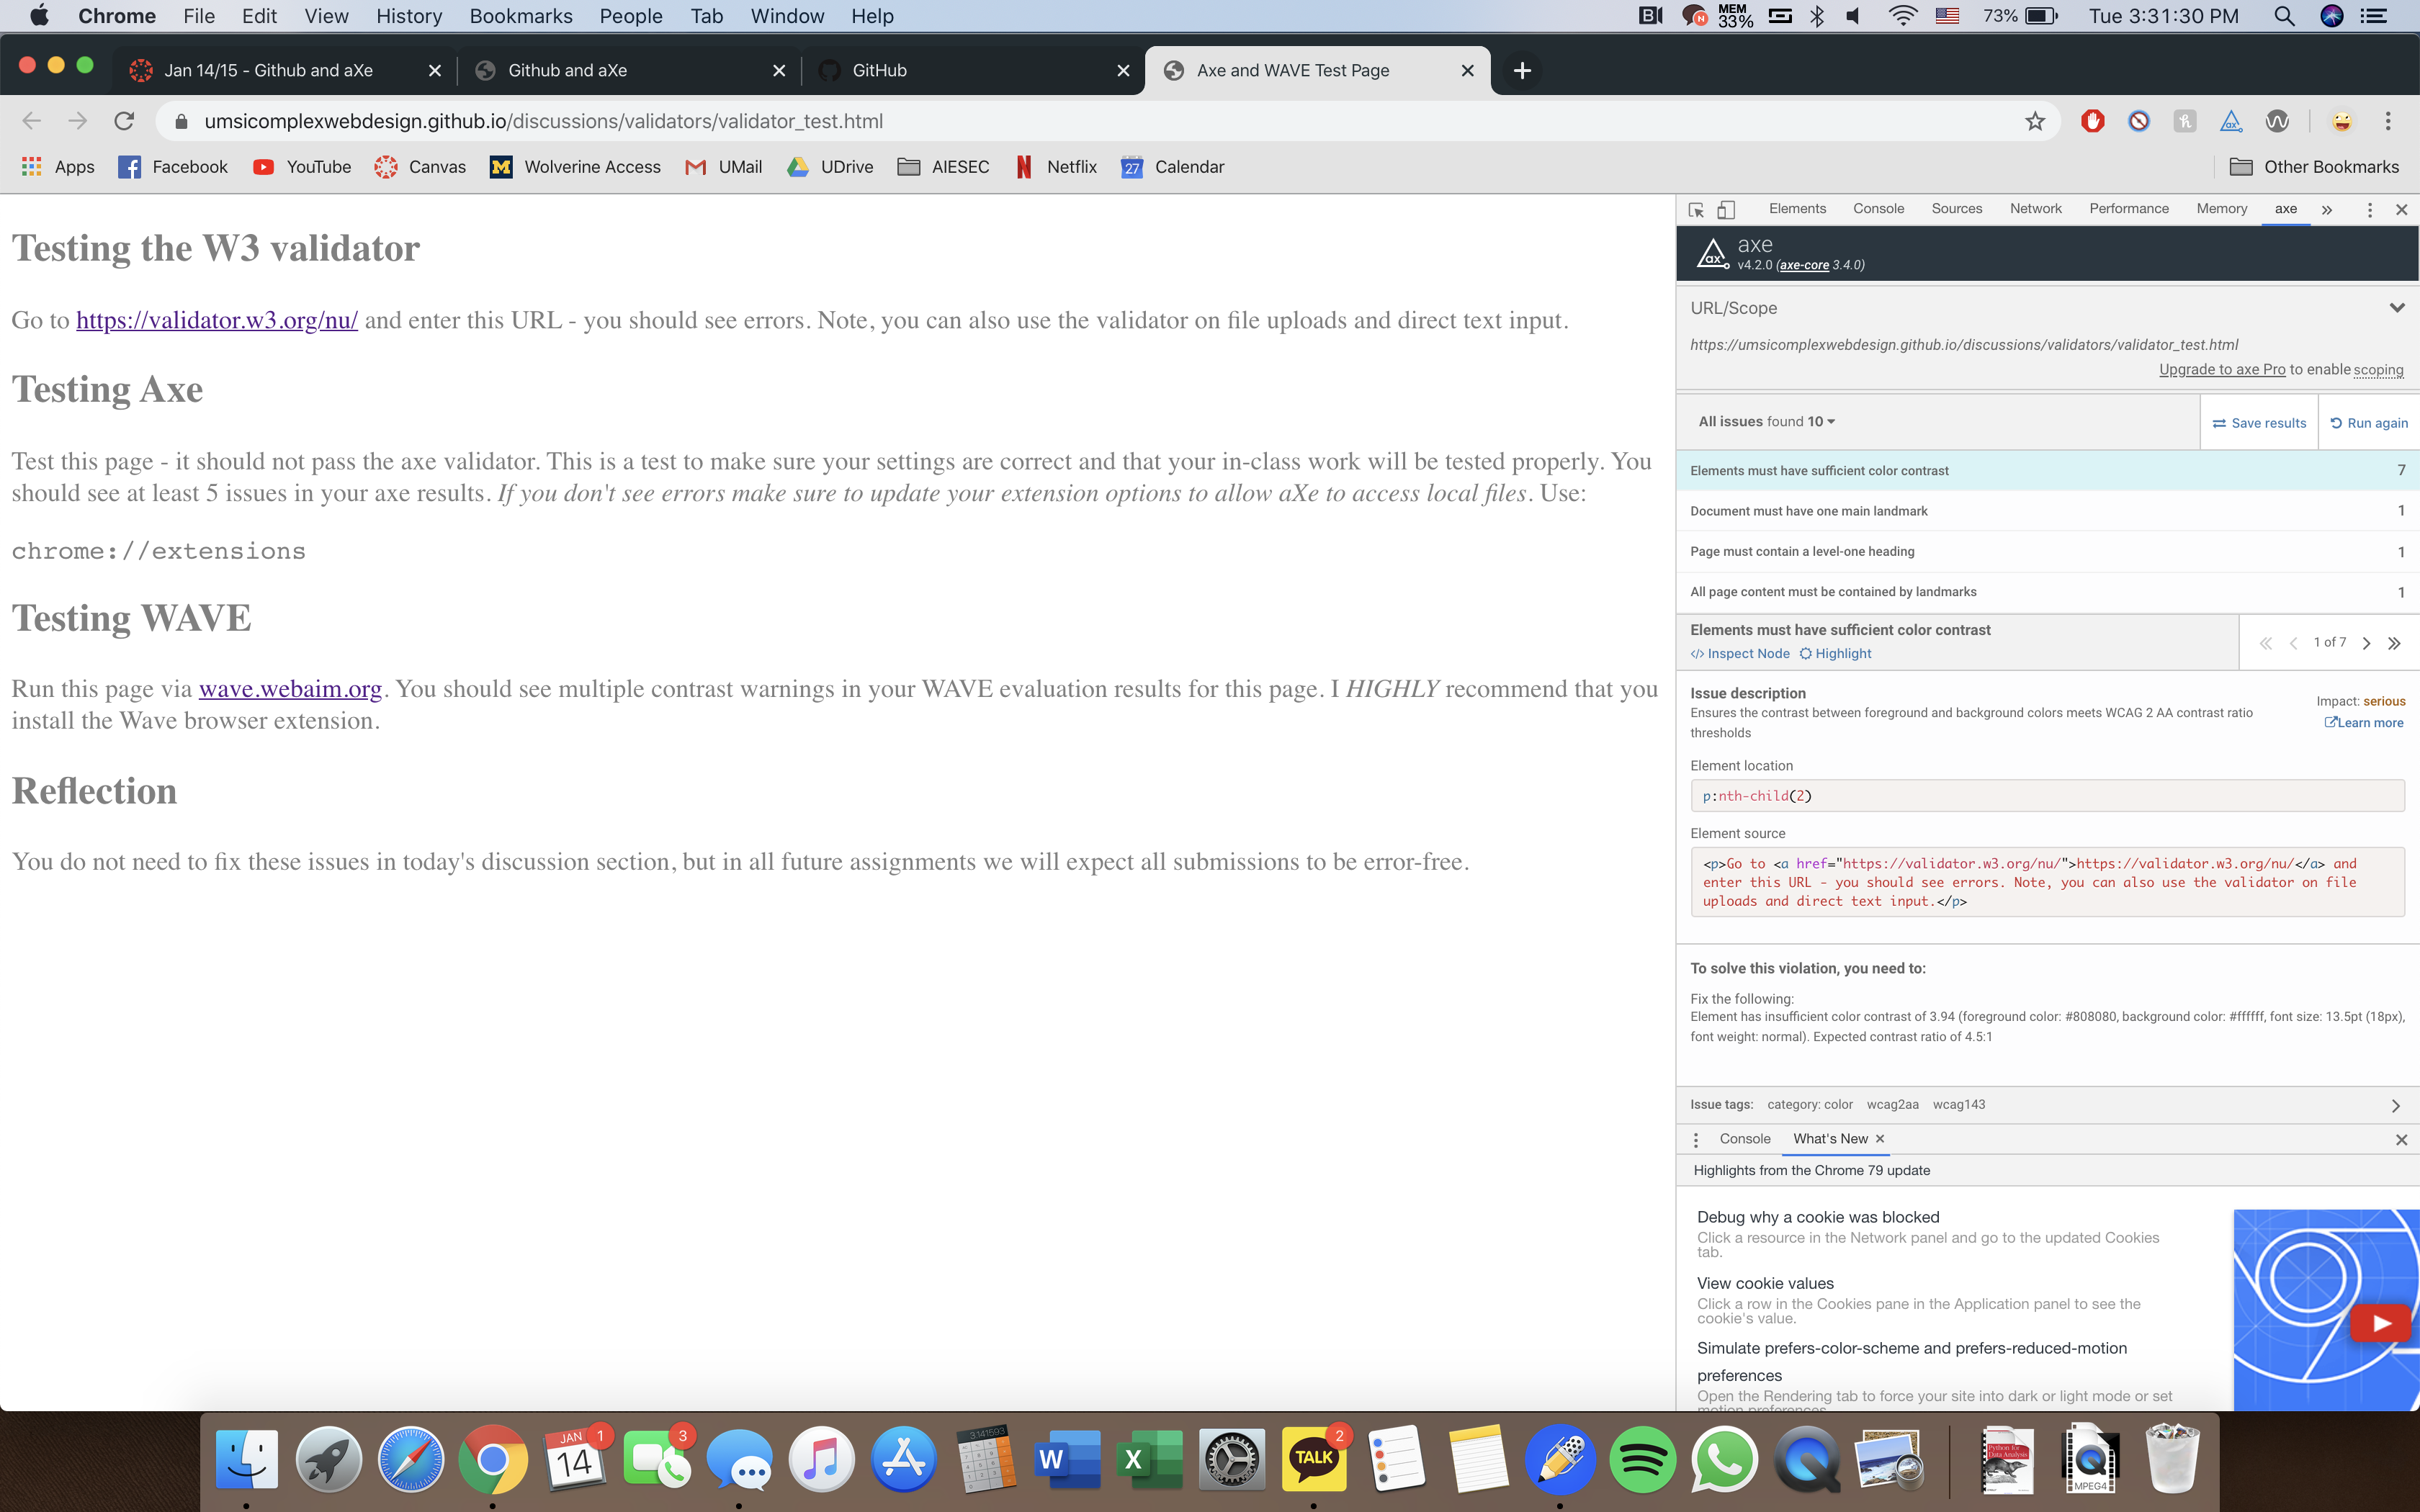 Chrome File Edit View History Bookmarks People Tab Window Help
MEM
33%
73%
Tue 3:31:30 PM
Jan 14/15 - Github and aXe
Github and aXe
GitHub
Axe and WAVE Test Page
umsicomplexwebdesign.github.io/discussions/validators/validator_test.html
Apps Facebook YouTube Canvas Wolverine Access UMail UDrive AIESEC Netflix 27 Calendar Other Bookmarks
Testing the W3 validator
Go to https://validator.w3.org/nu/ and enter this URL - you should see errors. Note, you can also use the validator on file uploads and direct text input.
Testing Axe
Test this page - it should not pass the axe validator. This is a test to make sure your settings are correct and that your in-class work will be tested properly. You
should see at least 5 issues in your axe results. If you don't see errors make sure to update your extension options to allow aXe to access local files. Use:
chrome://extensions
Testing WAVE
Run this page via wave.webaim.org. You should see multiple contrast warnings in your WAVE evaluation results for this page. I HIGHLY recommend that you
install the Wave browser extension.
Reflection
You do not need to fix these issues in today's discussion section, but in all future assignments we will expect all submissions to be error-free.
Elements Console Sources Network Performance Memory axe
axe
v4.2.0 (axe-core 3.4.0)
URL/Scope
https://umsicomplexwebdesign.github.io/discussions/validators/validator_test.html
Upgrade to axe Pro to enable scoping
All issues found 10
Save results
Run again
Elements must have sufficient color contrast 7
Document must have one main landmark 1
Page must contain a level-one heading 1
All page content must be contained by landmarks 1
Elements must have sufficient color contrast
</> Inspect Node Highlight
1 of 7
Issue description
Ensures the contrast between foreground and background colors meets WCAG 2 AA contrast ratio
thresholds
Impact: serious
Learn more
Element location
p:nth-child(2)
Element source
<p>Go to <a href="https://validator.w3.org/nu/">https://validator.w3.org/nu/</a> and
enter this URL - you should see errors. Note, you can also use the validator on file
uploads and direct text input.</p>
To solve this violation, you need to:
Fix the following:
Element has insufficient color contrast of 3.94 (foreground color: #808080, background color: #ffffff, font size: 13.5pt (18px),
font weight: normal). Expected contrast ratio of 4.5:1
Issue tags: category: color wcag2aa wcag143
Console What's New
Highlights from the Chrome 79 update
Debug why a cookie was blocked
Click a resource in the Network panel and go to the updated Cookies
tab.
View cookie values
Click a row in the Cookies pane in the Application panel to see the
cookie's value.
Simulate prefers-color-scheme and prefers-reduced-motion
preferences
Open the Rendering tab to force your site into dark or light mode or set
motion preferences
JAN
14
1
3
3.141593
W
X
TALK
2
Python for
Data Analysis
MPEG4